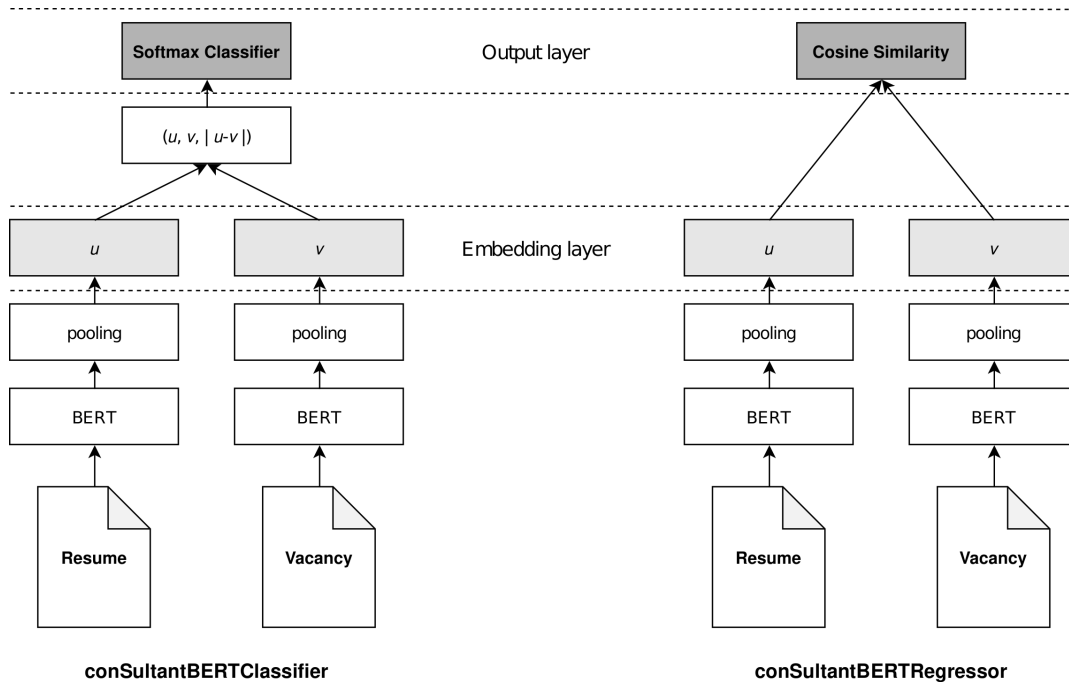 Softmax Classifier
Output layer
Cosine Similarity
(u, v, | u-v |)
u
v
Embedding layer
u
v
pooling
pooling
pooling
pooling
BERT
BERT
BERT
BERT
Resume
Vacancy
Resume
Vacancy
conSultantBERTClassifier
conSultantBERTRegressor